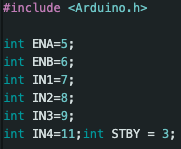 #include <Arduino.h>
int ENA=5;
int ENB=6;
int IN1=7;
int IN2=8;
int IN3=9;
int IN4=11;int STBY = 3;